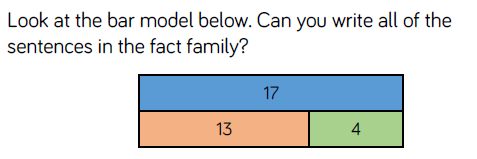 Look at the bar model below. Can you write all of the
sentences in the fact family?
17
13 4